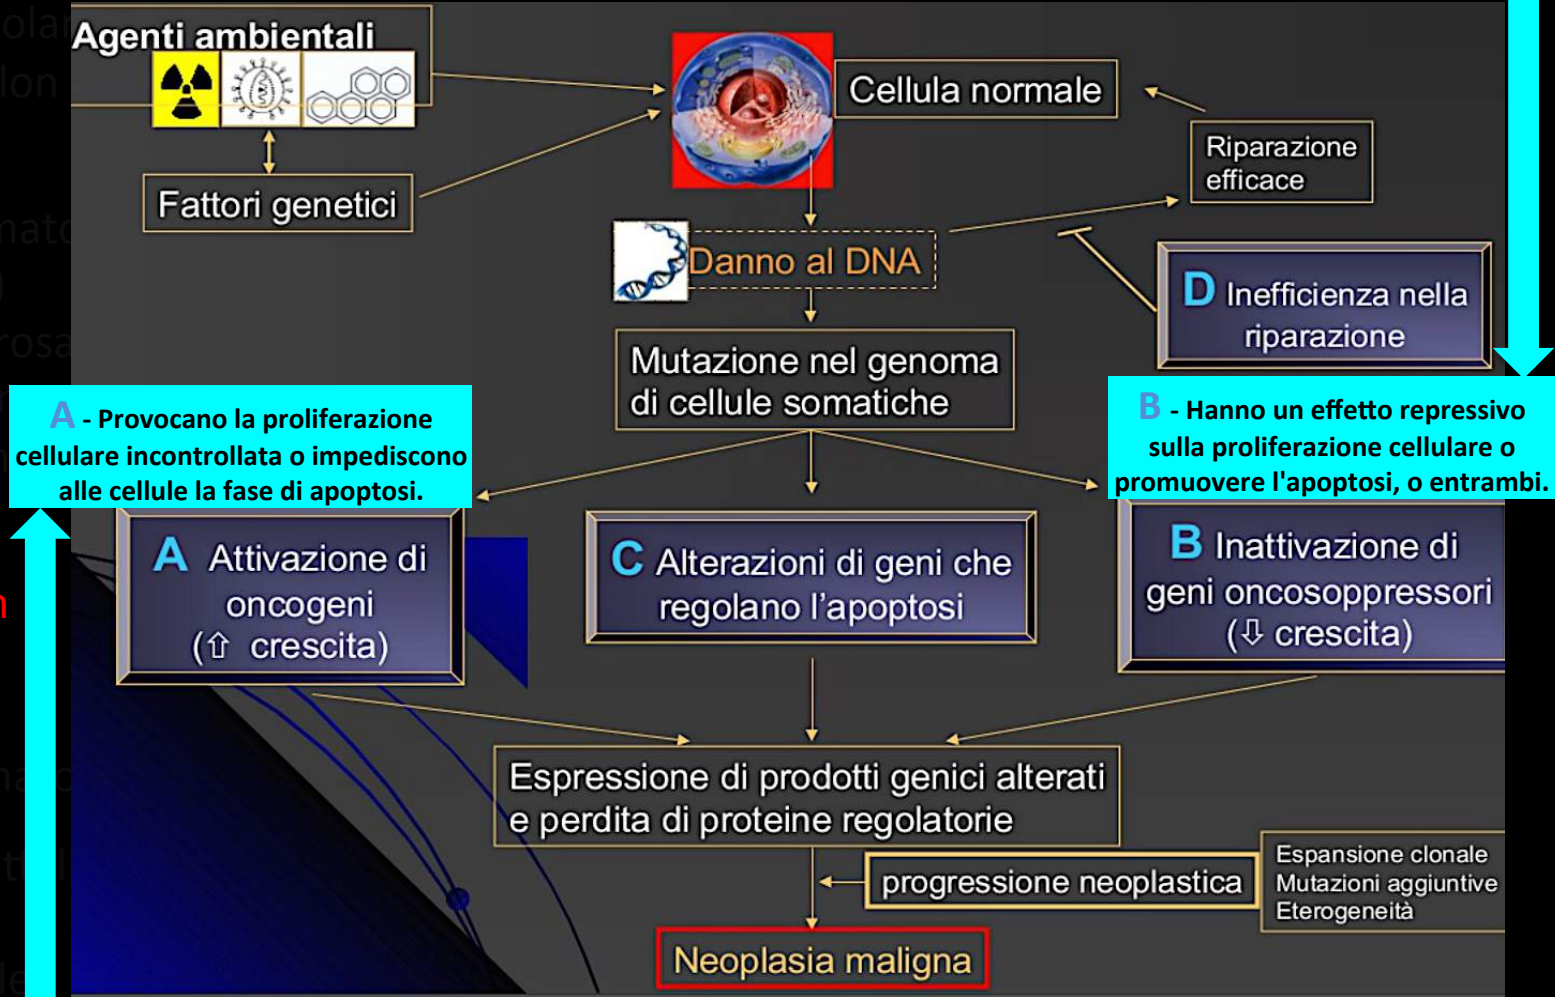 Agenti ambientali
Cellula normale
Riparazione
efficace
Fattori genetici
Danno al DNA
D Inefficienza nella
riparazione
Mutazione nel genoma
di cellule somatiche
A - Provocano la proliferazione
cellulare incontrollata o impediscono
alle cellule la fase di apoptosi.
B - Hanno un effetto repressivo
sulla proliferazione cellulare o
promuovere l'apoptosi, o entrambi.
A Attivazione di
oncogeni
(⇧ crescita)
C Alterazioni di geni che
regolano l'apoptosi
B Inattivazione di
geni oncosoppressori
(⇩ crescita)
Espressione di prodotti genici alterati
e perdita di proteine regolatorie
progressione neoplastica
Espansione clonale
Mutazioni aggiuntive
Eterogeneità
Neoplasia maligna